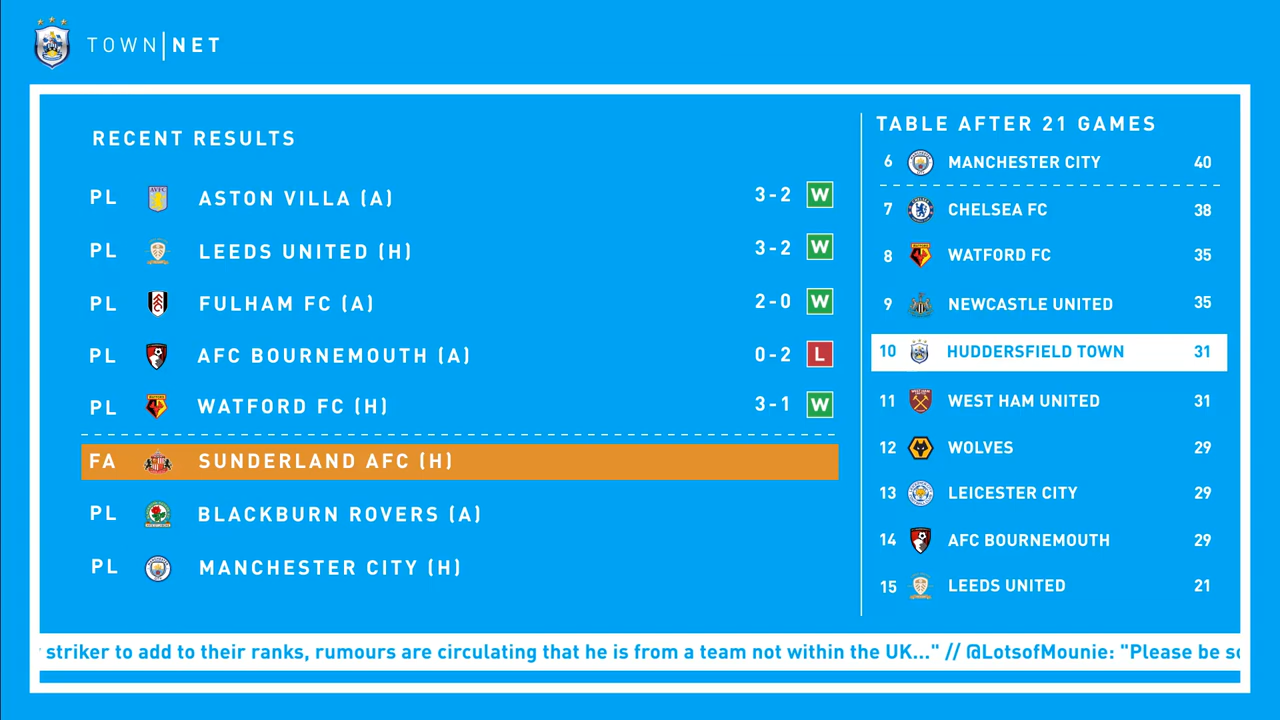 TOWN|NET
RECENT RESULTS
PL ASTON VILLA (A) 3-2 W
PL LEEDS UNITED (H) 3-2 W
PL FULHAM FC (A) 2-0 W
PL AFC BOURNEMOUTH (A) 0-2 L
PL WATFORD FC (H) 3-1 W
FA SUNDERLAND AFC (H)
PL BLACKBURN ROVERS (A)
PL MANCHESTER CITY (H)
TABLE AFTER 21 GAMES
6 MANCHESTER CITY 40
7 CHELSEA FC 38
8 WATFORD FC 35
9 NEWCASTLE UNITED 35
10 HUDDERSFIELD TOWN 31
11 WEST HAM UNITED 31
12 WOLVES 29
13 LEICESTER CITY 29
14 AFC BOURNEMOUTH 29
15 LEEDS UNITED 21
striker to add to their ranks, rumours are circulating that he is from a team not within the UK..." // @LotsofMounie: "Please be